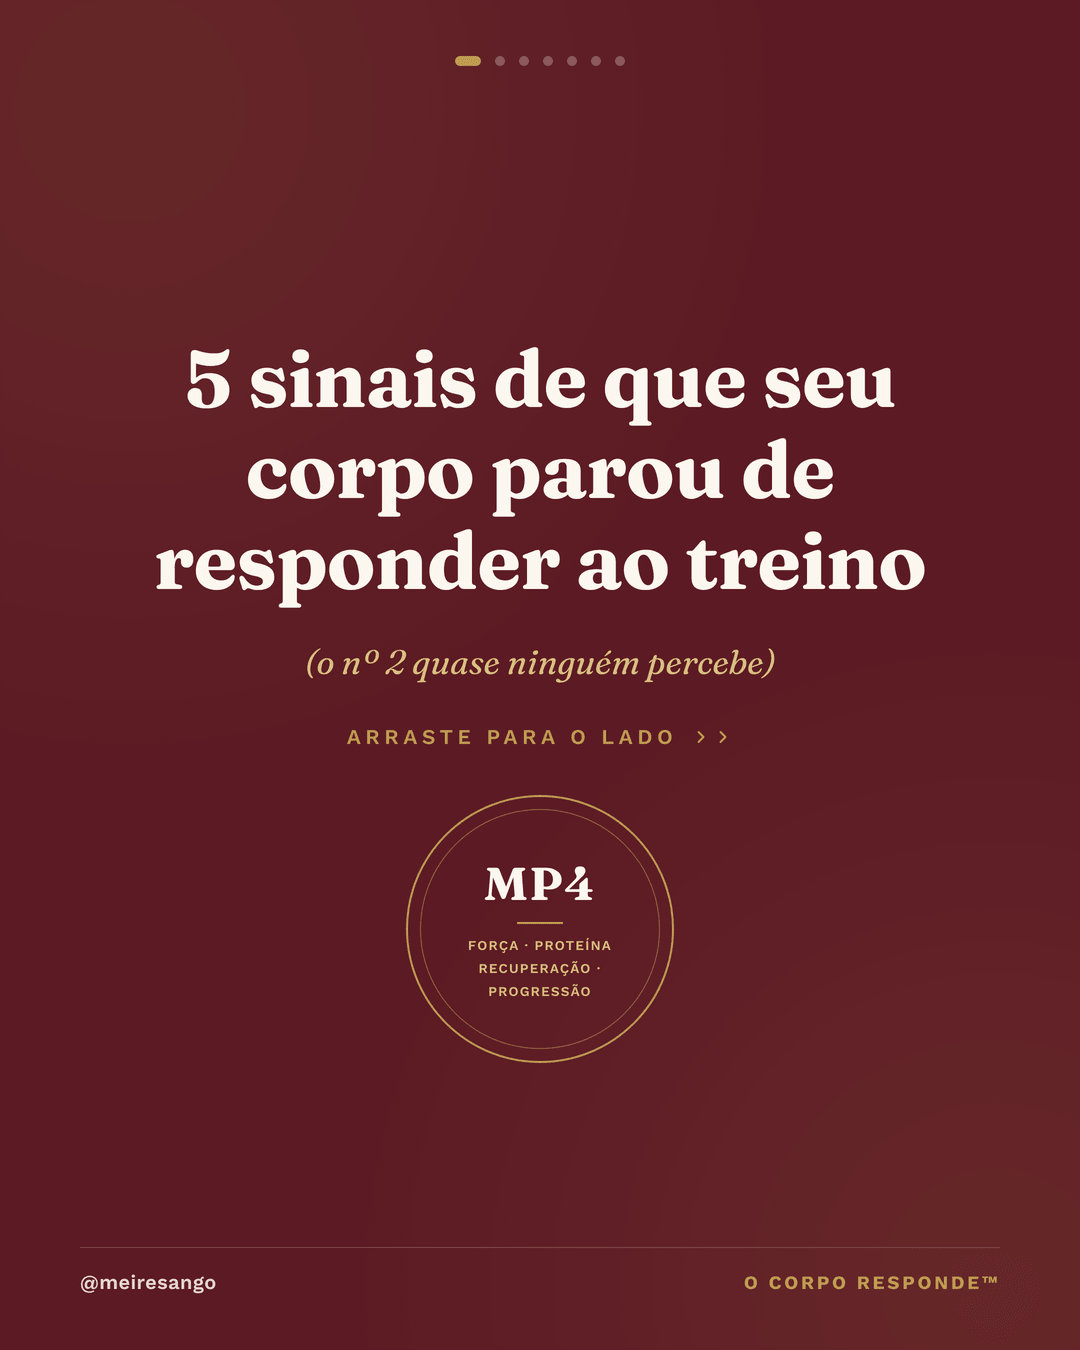 5 sinais de que seu
corpo parou de
responder ao treino
(o nº 2 quase ninguém percebe)
ARRASTE PARA O LADO >>
MP4
FORÇA · PROTEÍNA
RECUPERAÇÃO ·
PROGRESSÃO
@meiresango
O CORPO RESPONDE™